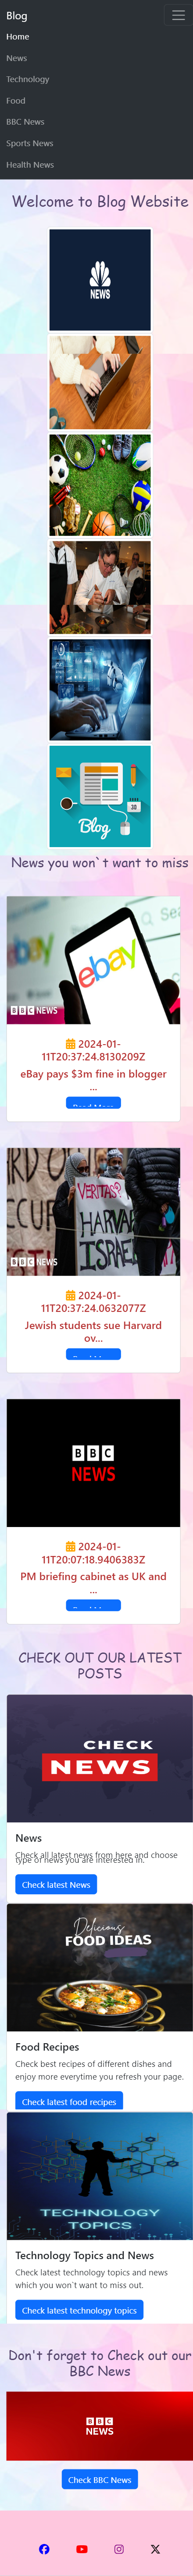 Blog
Home
News
Technology
Food
BBC News
Sports News
Health News
Welcome to Blog Website
NEWS
30
Blog
News you won`t want to miss
ebay
BBC NEWS
2024-01-
11T20:37:24.8130209Z
eBay pays $3m fine in blogger
...
VERITAS?
HARVARD
ISRAEL
BBC NEWS
2024-01-
11T20:37:24.0632077Z
Jewish students sue Harvard
ov...
BBC
NEWS
2024-01-
11T20:07:18.9406383Z
PM briefing cabinet as UK and
...
CHECK OUT OUR LATEST
POSTS
CHECK
NEWS
News
Check all latest news from here and choose
type of news you are interested in.
Check latest News
Delicious
FOOD IDEAS
Food Recipes
Check best recipes of different dishes and
enjoy more everytime you refresh your page.
Check latest food recipes
TECHNOLOGY
TOPICS
Technology Topics and News
Check latest technology topics and news
which you won`t want to miss out.
Check latest technology topics
Don't forget to Check out our
BBC News
BBC
NEWS
Check BBC News